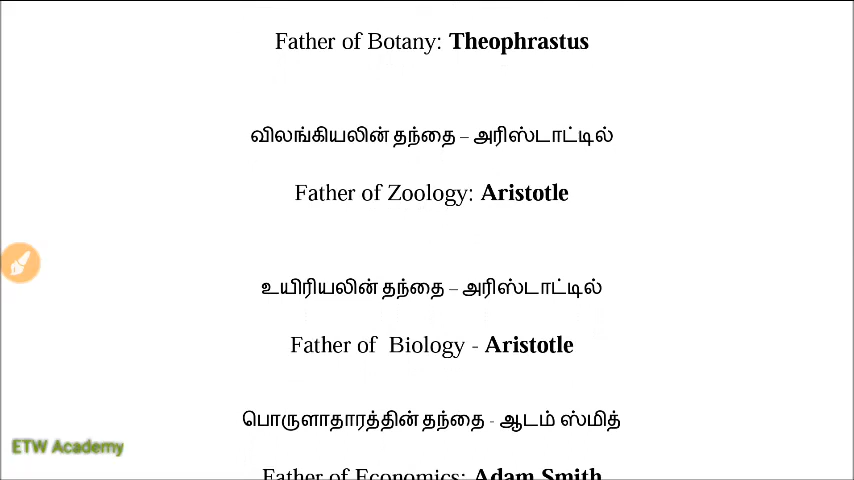 Father of Botany: Theophrastus
விலங்கியலின் தந்தை – அரிஸ்டாட்டில்
Father of Zoology: Aristotle
உயிரியலின் தந்தை – அரிஸ்டாட்டில்
Father of Biology - Aristotle
பொருளாதாரத்தின் தந்தை - ஆடம் ஸ்மித்
ETW Academy
Father of Economics: Adam Smith